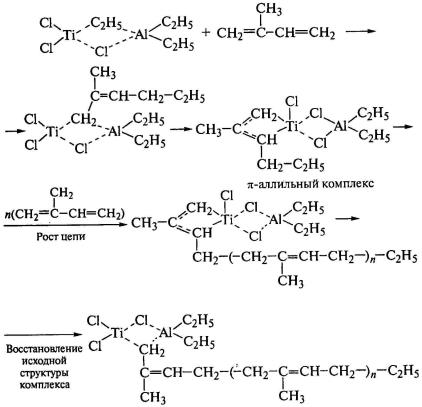 Cl C₂H₅ C₂H₅ CH₃
Ti Al + CH₂=C–CH=CH₂ ⟶
Cl Cl C₂H₅
CH₃
C=CH–CH₂–C₂H₅
Cl CH₂ C₂H₅
→ Ti Al →
Cl Cl C₂H₅
Cl
CH₂ Cl C₂H₅
CH₃–C Ti Al →
CH Cl C₂H₅
CH₂–C₂H₅
π-аллильный комплекс
CH₂
n(CH₂=C–CH=CH₂)
Рост цепи
Cl
CH₂ Cl C₂H₅
CH₃–C Ti Al →
CH Cl C₂H₅
CH₂–(–CH₂–C=CH–CH₂–)ₙ–C₂H₅
CH₃
Восстановление
исходной
структуры
комплекса
Cl Cl C₂H₅
Ti Al
Cl CH₂ C₂H₅
C=CH–CH₂–(–CH₂–C=CH–CH₂–)ₙ–C₂H₅
CH₃ CH₃